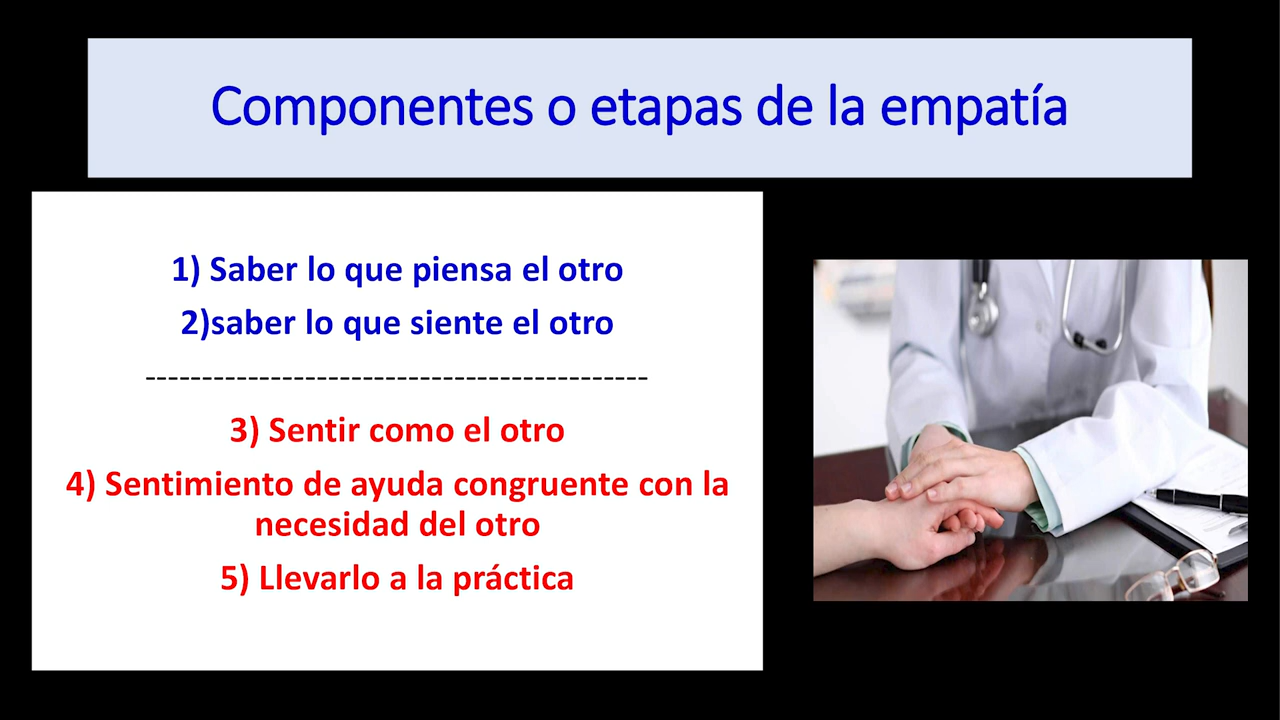 Componentes o etapas de la empatía
1) Saber lo que piensa el otro
2)saber lo que siente el otro
--------------------------------------------
3) Sentir como el otro
4) Sentimiento de ayuda congruente con la
necesidad del otro
5) Llevarlo a la práctica